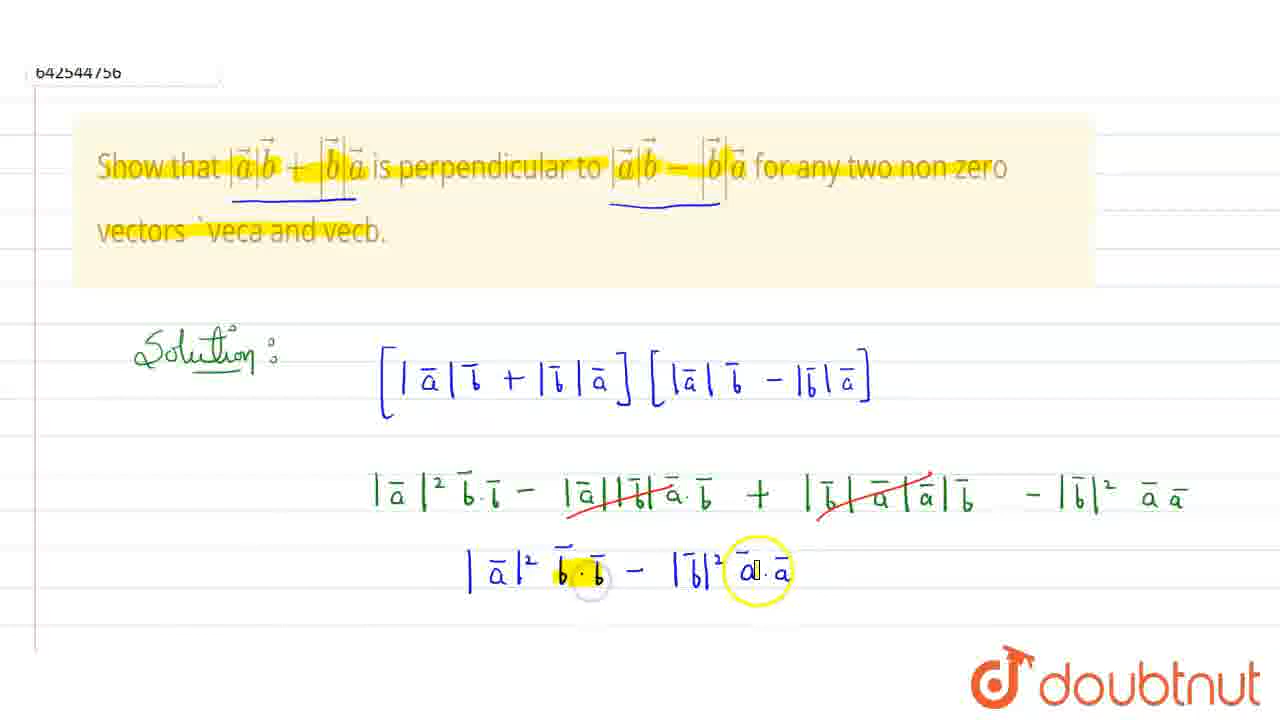 642544756
Show that |a⃗|b⃗ + |b⃗|a⃗ is perpendicular to |a⃗|b⃗ − |b⃗|a⃗ for any two non zero
vectors `veca and vecb.
Solution:
[|a̅|b̅ + |b̅|a̅] [|a̅| b̅ − |b̅|a̅]
|a̅|² b̅.b̅ − |a̅||b̅| a̅.b̅ + |b̅| a̅ |a̅| b̅ − |b̅|² a̅ a̅
|a̅|² b̅.b̅ − |b̅|² a̅.a̅
doubtnut